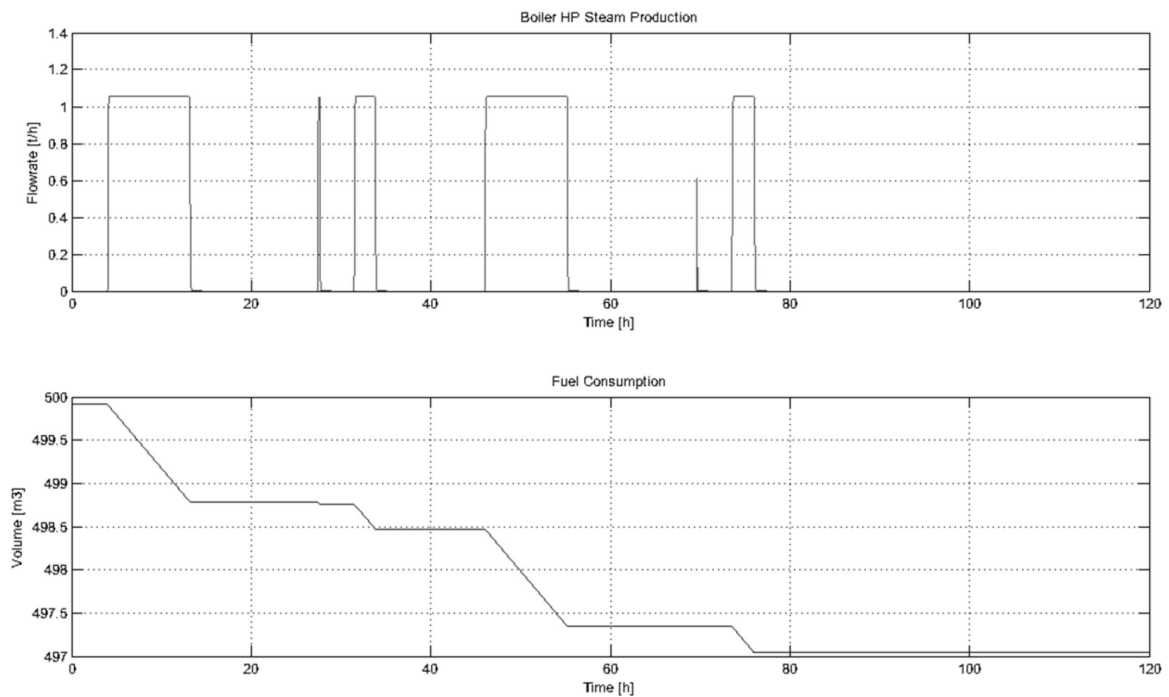 Boiler HP Steam Production
Flowrate [t/h]
1.4
1.2
1
0.8
0.6
0.4
0.2
0
0 20 40 60 80 100 120
Time [h]
Fuel Consumption
Volume [m3]
500
499.5
499
498.5
498
497.5
497
0 20 40 60 80 100 120
Time [h]